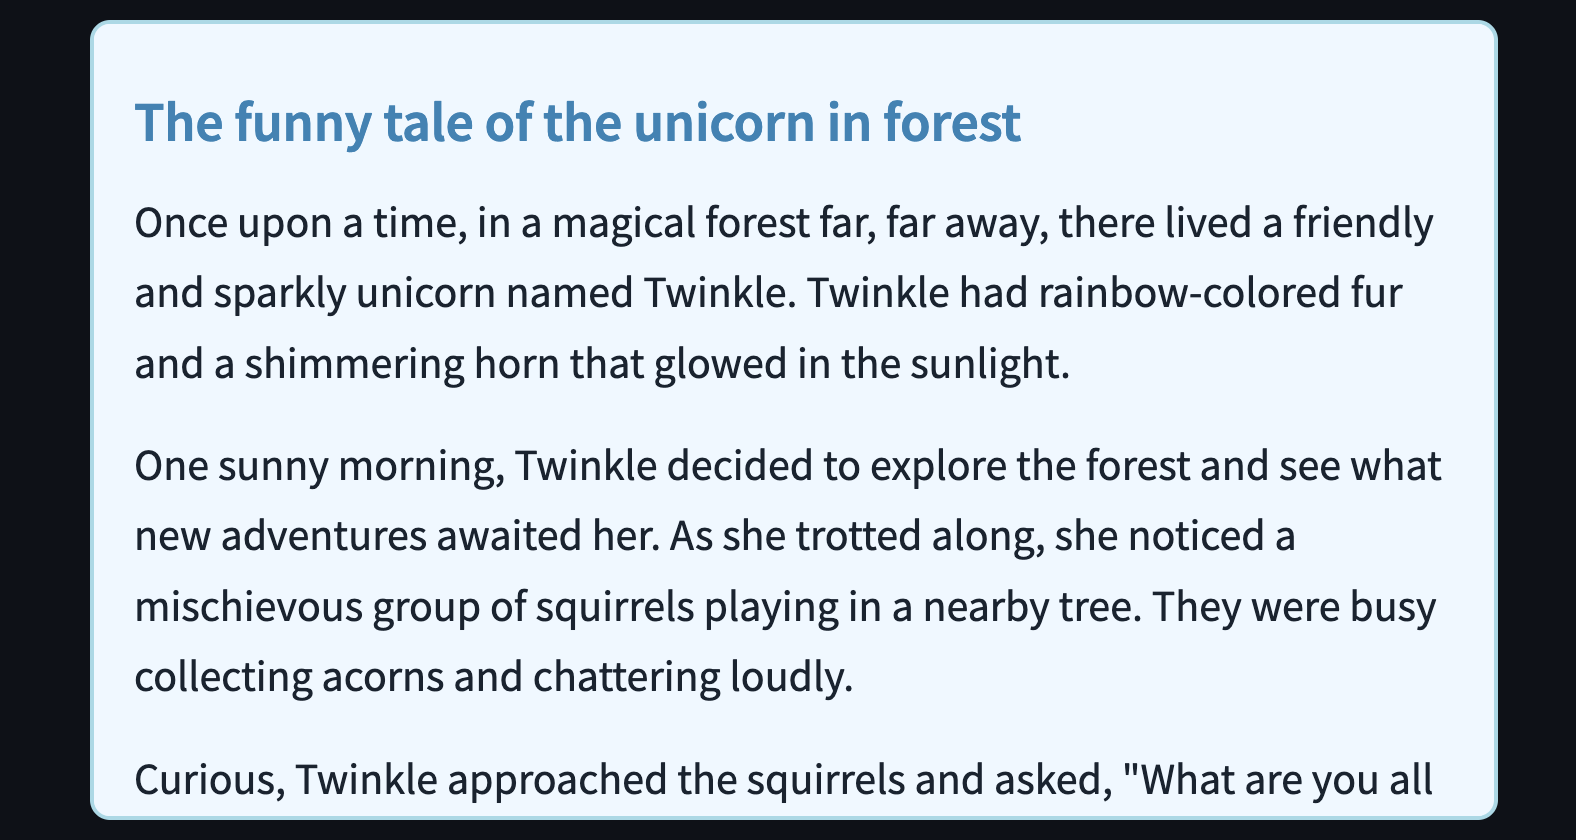 The funny tale of the unicorn in forest
Once upon a time, in a magical forest far, far away, there lived a friendly
and sparkly unicorn named Twinkle. Twinkle had rainbow-colored fur
and a shimmering horn that glowed in the sunlight.
One sunny morning, Twinkle decided to explore the forest and see what
new adventures awaited her. As she trotted along, she noticed a
mischievous group of squirrels playing in a nearby tree. They were busy
collecting acorns and chattering loudly.
Curious, Twinkle approached the squirrels and asked, "What are you all